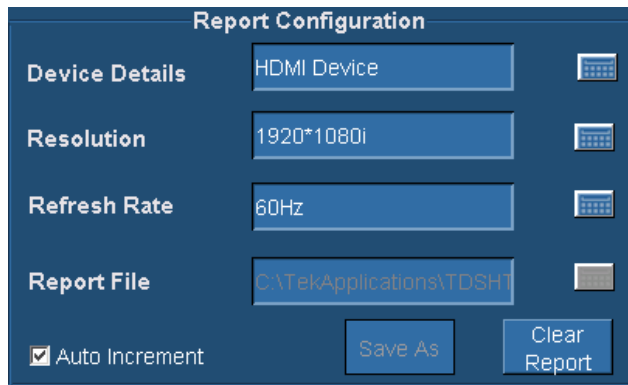 Report Configuration
Device Details HDMI Device
Resolution 1920*1080i
Refresh Rate 60Hz
Report File C:\TekApplications\TDSHT
Auto Increment Save As Clear Report